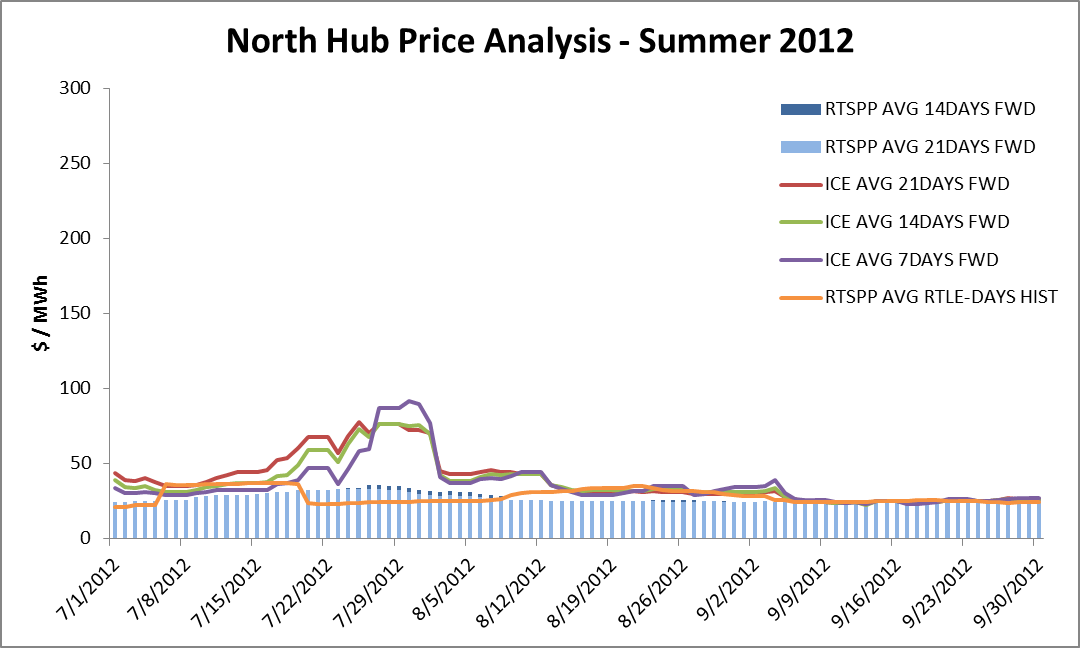 North Hub Price Analysis - Summer 2012
300
250
200
150
100
50
0
$ / MWh
RTSPP AVG 14DAYS FWD
RTSPP AVG 21DAYS FWD
ICE AVG 21DAYS FWD
ICE AVG 14DAYS FWD
ICE AVG 7DAYS FWD
RTSPP AVG RTLE-DAYS HIST
7/1/2012
7/8/2012
7/15/2012
7/22/2012
7/29/2012
8/5/2012
8/12/2012
8/19/2012
8/26/2012
9/2/2012
9/9/2012
9/16/2012
9/23/2012
9/30/2012